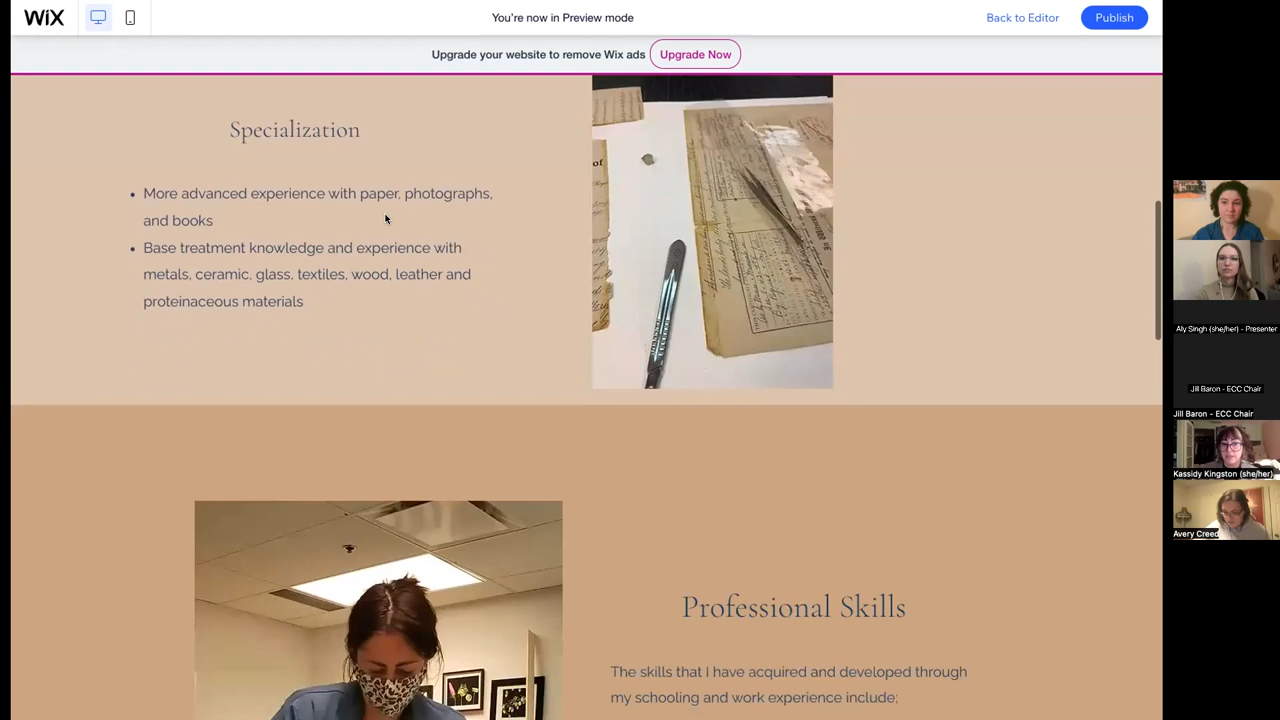 WiX
You're now in Preview mode
Back to Editor
Publish
Upgrade your website to remove Wix ads
Upgrade Now
Specialization
• More advanced experience with paper, photographs,
and books
• Base treatment knowledge and experience with
metals, ceramic, glass, textiles, wood, leather and
proteinaceous materials
Professional Skills
The skills that I have acquired and developed through
my schooling and work experience include;
Aly Singh (she/her) - Presenter
Jill Baron - ECC Chair
Jill Baron - ECC Chair
Kassidy Kingston (she/her)
Avery Creed